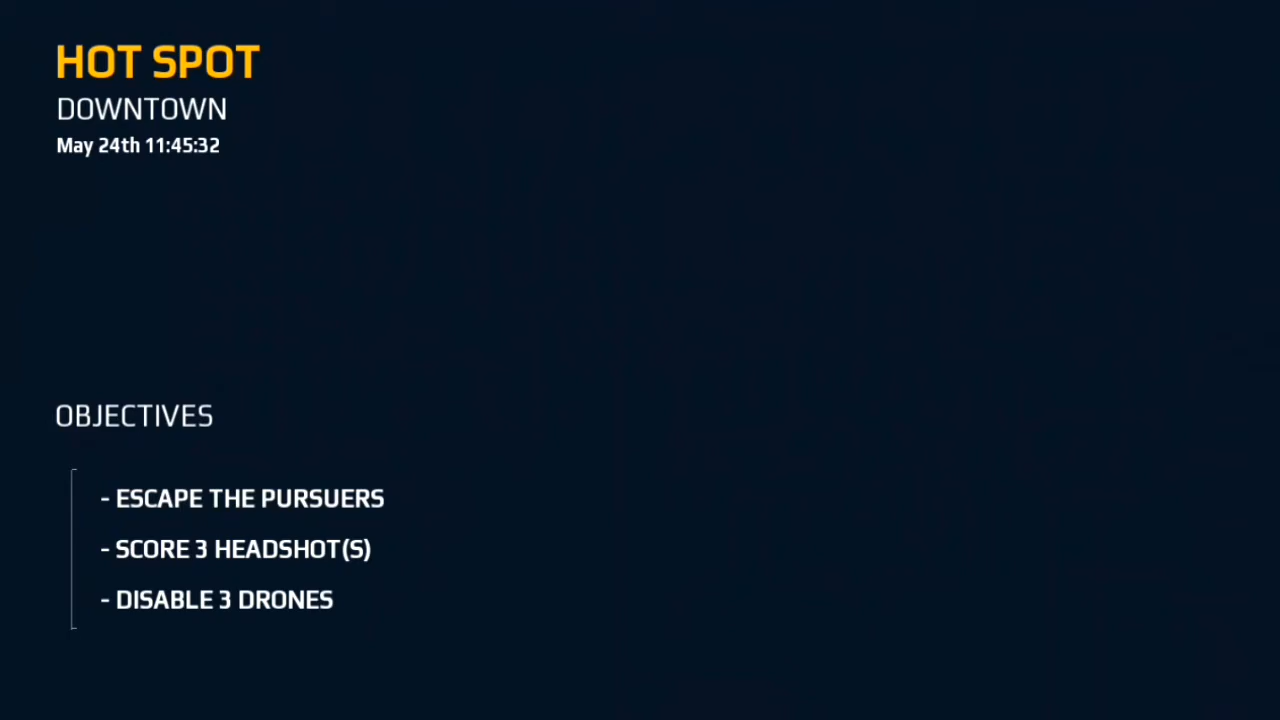 HOT SPOT
DOWNTOWN
May 24th 11:45:32
OBJECTIVES
- ESCAPE THE PURSUERS
- SCORE 3 HEADSHOT(S)
- DISABLE 3 DRONES